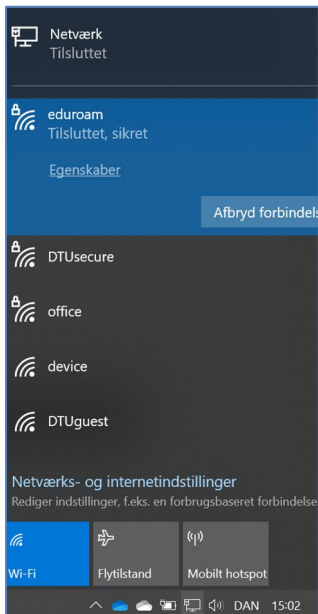 Netværk
Tilsluttet
eduroam
Tilsluttet, sikret
Egenskaber
Afbryd forbindels
DTUsecure
office
device
DTUguest
Netværks- og internetindstillinger
Rediger indstillinger, f.eks. en forbrugsbaseret forbindelse
Wi-Fi Flytilstand Mobilt hotspot
DAN 15:02